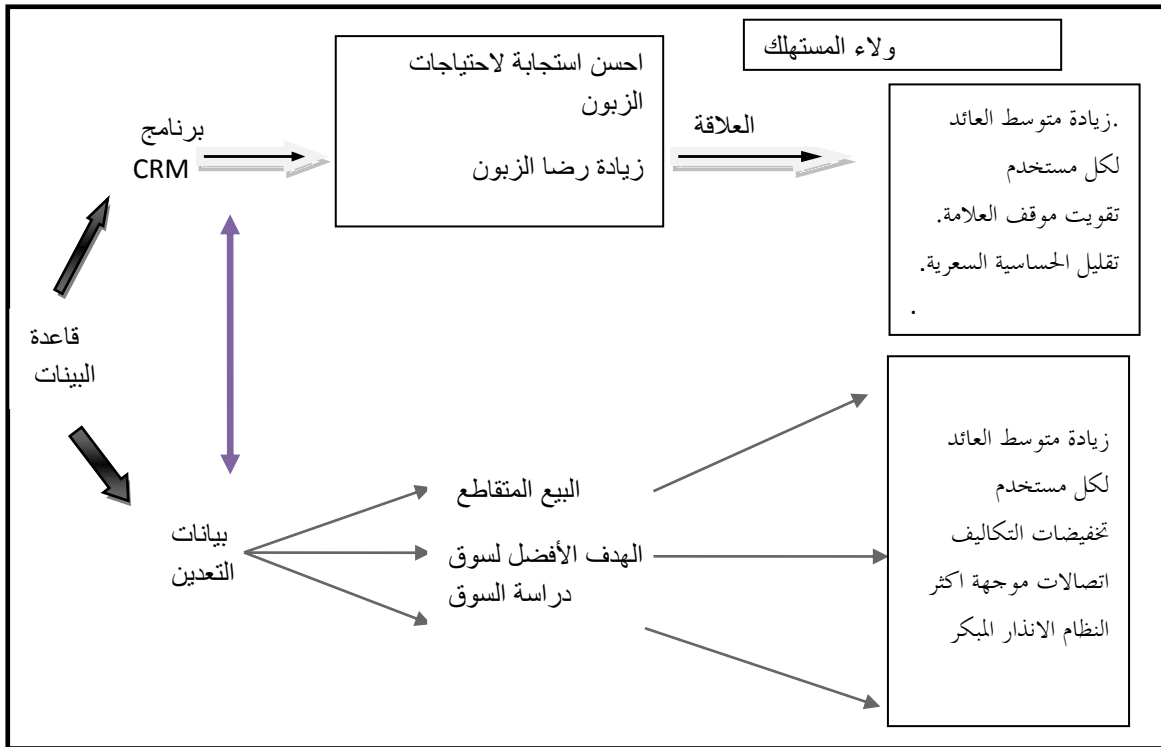 ولاء المستهلك
احسن استجابة لاحتياجات
الزبون
زيادة رضا الزبون
برنامج
CRM
العلاقة
.زيادة متوسط العائد
لكل مستخدم
تقويت موقف العلامة.
تقليل الحساسية السعرية.
.
قاعدة
البينات
بيانات
التعدين
البيع المتقاطع
الهدف الأفضل لسوق
دراسة السوق
زيادة متوسط العائد
لكل مستخدم
تخفيضات التكاليف
اتصالات موجهة اكثر
النظام الانذار المبكر